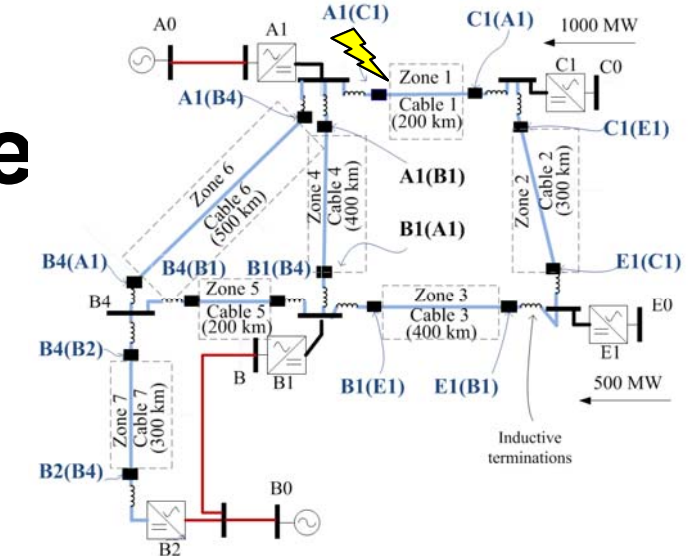 A0
A1
A1(C1)
C1(A1)
1000 MW
e
Zone 1
Cable 1
(200 km)
C1
C0
A1(B4)
C1(E1)
A1(B1)
Zone 6
Cable 6
(500 km)
Zone 4
Cable 4
(400 km)
Zone 2
Cable 2
(300 km)
B1(A1)
B4(A1)
B4(B1)
B1(B4)
E1(C1)
B4
Zone 5
Cable 5
(200 km)
Zone 3
Cable 3
(400 km)
E0
E1
B4(B2)
B
B1
B1(E1)
E1(B1)
500 MW
Zone 7
Cable 7
(300 km)
Inductive
terminations
B2(B4)
B0
B2